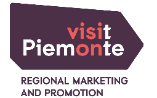 visit
Piemonte
REGIONAL MARKETING
AND PROMOTION